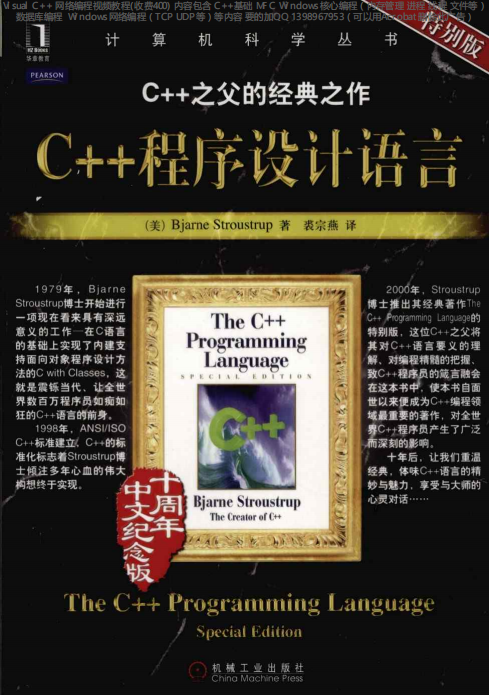 Visual C++ 网络编程视频教程(收费400) 内容包含 C++基础 MFC Windows核心编程（内存管理 进程 线程 文件等）
数据库编程 Windows网络编程（TCP UDP等）等内容 要的加QQ 1398967953（可以用Acrobat
华章教育
计算机科学丛书
特别版
PEARSON
C++之父的经典之作
C++程序设计语言
（美）Bjarne Stroustrup 著 裘宗燕 译
1979年，Bjarne
Stroustrup博士开始进行
一项现在看来具有深远
意义的工作—在C语言
的基础上实现了内建支
持面向对象程序设计方
法的C with Classes，这
就是震铄当代、让全世
界数百万程序员如痴如
狂的C++语言的前身。
1998年，ANSI/ISO
C++标准建立，C++的标
准化标志着Stroustrup博
士倾注多年心血的伟大
构想终于实现。
The C++
Programming
Language
SPECIAL EDITION
C++
Bjarne Stroustrup
The Creator of C++
2000年，Stroustrup
博士推出其经典著作The
C++ Programming Language的
特别版，这位C++之父将
其对C++语言要义的理
解、对编程精髓的把握、
致C++程序员的箴言融会
在这本书中，使本书自面
世以来便成为C++编程领
域最重要的著作，对全世
界C++程序员产生了广泛
而深刻的影响。
十年后，让我们重温
经典，体味C++语言的精
妙与魅力，享受与大师的
心灵对话……
十周年
中文纪念版
The C++ Programming Language
Special Edition
机械工业出版社
China Machine Press